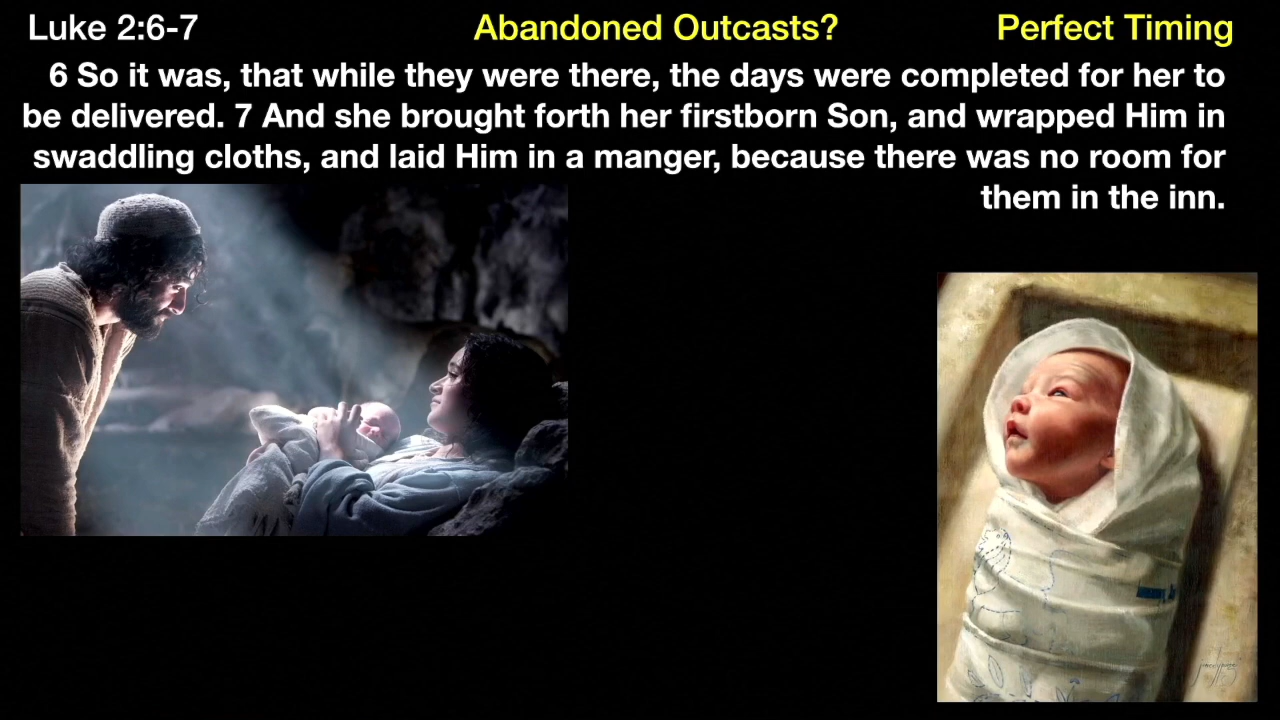 Luke 2:6-7 Abandoned Outcasts? Perfect Timing
6 So it was, that while they were there, the days were completed for her to
be delivered. 7 And she brought forth her firstborn Son, and wrapped Him in
swaddling cloths, and laid Him in a manger, because there was no room for
them in the inn.